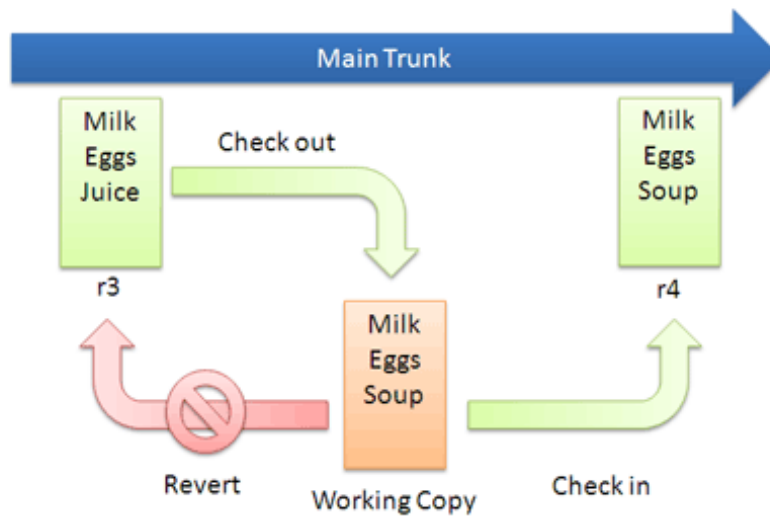 Main Trunk
Milk
Eggs
Juice
r3
Check out
Milk
Eggs
Soup
r4
Milk
Eggs
Soup
Working Copy
Revert
Check in